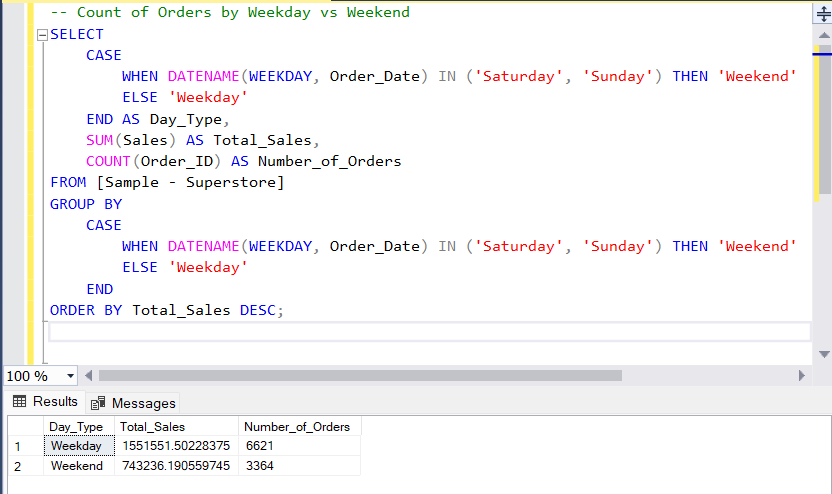 -- Count of Orders by Weekday vs Weekend
SELECT
CASE
WHEN DATENAME(WEEKDAY, Order_Date) IN ('Saturday', 'Sunday') THEN 'Weekend'
ELSE 'Weekday'
END AS Day_Type,
SUM(Sales) AS Total_Sales,
COUNT(Order_ID) AS Number_of_Orders
FROM [Sample - Superstore]
GROUP BY
CASE
WHEN DATENAME(WEEKDAY, Order_Date) IN ('Saturday', 'Sunday') THEN 'Weekend'
ELSE 'Weekday'
END
ORDER BY Total_Sales DESC;
100 %
Results Messages
Day_Type Total_Sales Number_of_Orders
1 Weekday 1551551.50228375 6621
2 Weekend 743236.190559745 3364